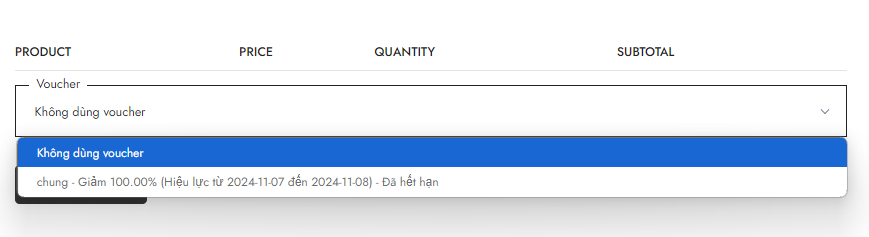 PRODUCT PRICE QUANTITY SUBTOTAL
Voucher
Không dùng voucher
Không dùng voucher
chung - Giảm 100.00% (Hiệu lực từ 2024-11-07 đến 2024-11-08) - Đã hết hạn